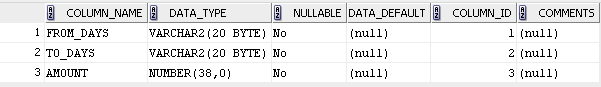 COLUMN_NAME DATA_TYPE NULLABLE DATA_DEFAULT COLUMN_ID COMMENTS
1 FROM_DAYS VARCHAR2(20 BYTE) No (null) 1 (null)
2 TO_DAYS VARCHAR2(20 BYTE) No (null) 2 (null)
3 AMOUNT NUMBER(38,0) No (null) 3 (null)